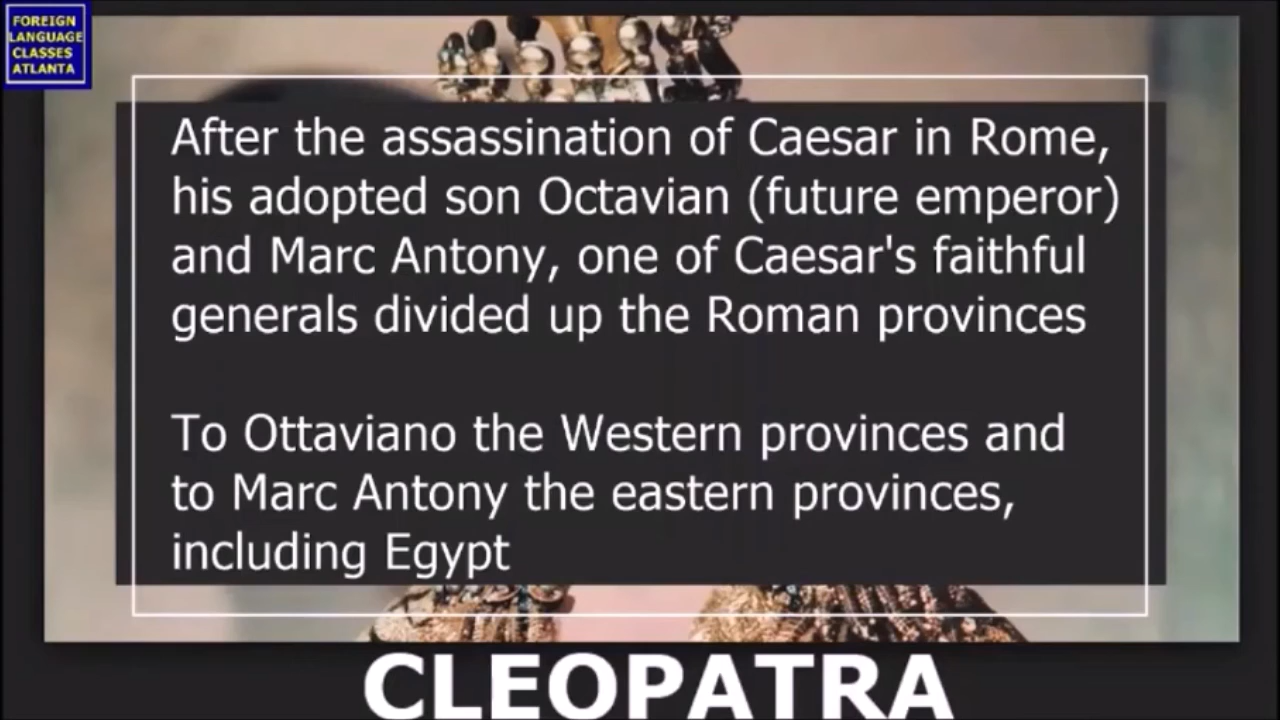 FOREIGN
LANGUAGE
CLASSES
ATLANTA
After the assassination of Caesar in Rome,
his adopted son Octavian (future emperor)
and Marc Antony, one of Caesar's faithful
generals divided up the Roman provinces
To Ottaviano the Western provinces and
to Marc Antony the eastern provinces,
including Egypt
CLEOPATRA